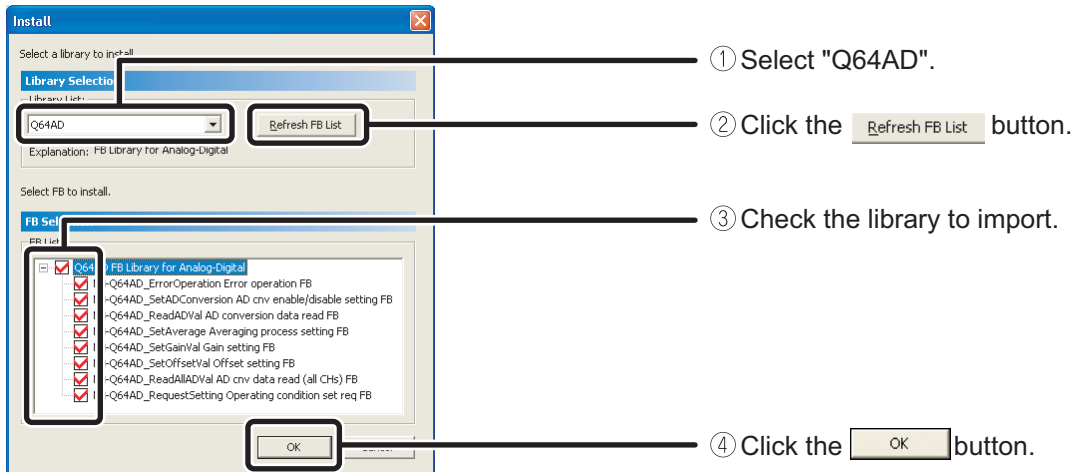 Install
Select a library to install.
① Select "Q64AD".
Library Selection
Library List:
Q64AD
Refresh FB List
② Click the Refresh FB List button.
Explanation: FB Library for Analog-Digital
Select FB to install.
③ Check the library to import.
FB List
Q64AD FB Library for Analog-Digital
-Q64AD_ErrorOperation Error operation FB
-Q64AD_SetADConversion AD cnv enable/disable setting FB
-Q64AD_ReadADVal AD conversion data read FB
-Q64AD_SetAverage Averaging process setting FB
-Q64AD_SetGainVal Gain setting FB
-Q64AD_SetOffsetVal Offset setting FB
-Q64AD_ReadAllADVal AD cnv data read (all CHs) FB
-Q64AD_RequestSetting Operating condition set req FB
OK
④ Click the OK button.